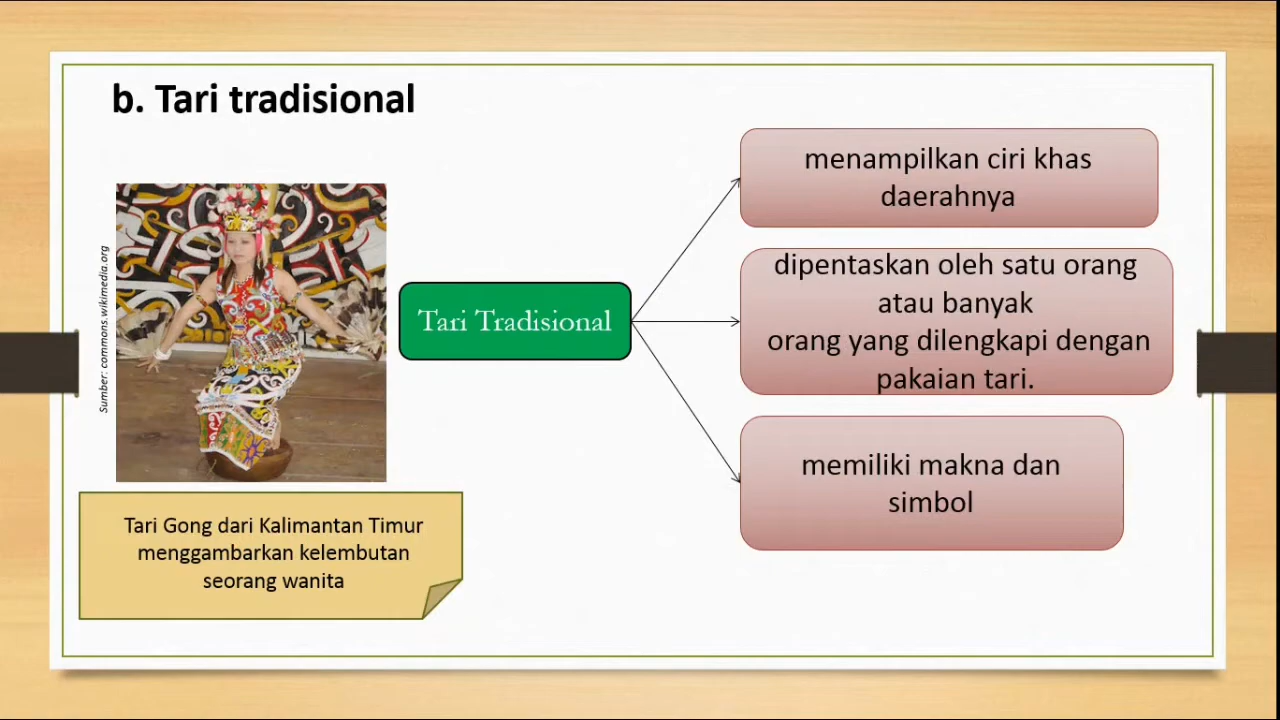 b. Tari tradisional
Sumber: commons.wikimedia.org
Tari Gong dari Kalimantan Timur
menggambarkan kelembutan
seorang wanita
Tari Tradisional
menampilkan ciri khas
daerahnya
dipentaskan oleh satu orang
atau banyak
orang yang dilengkapi dengan
pakaian tari.
memiliki makna dan
simbol